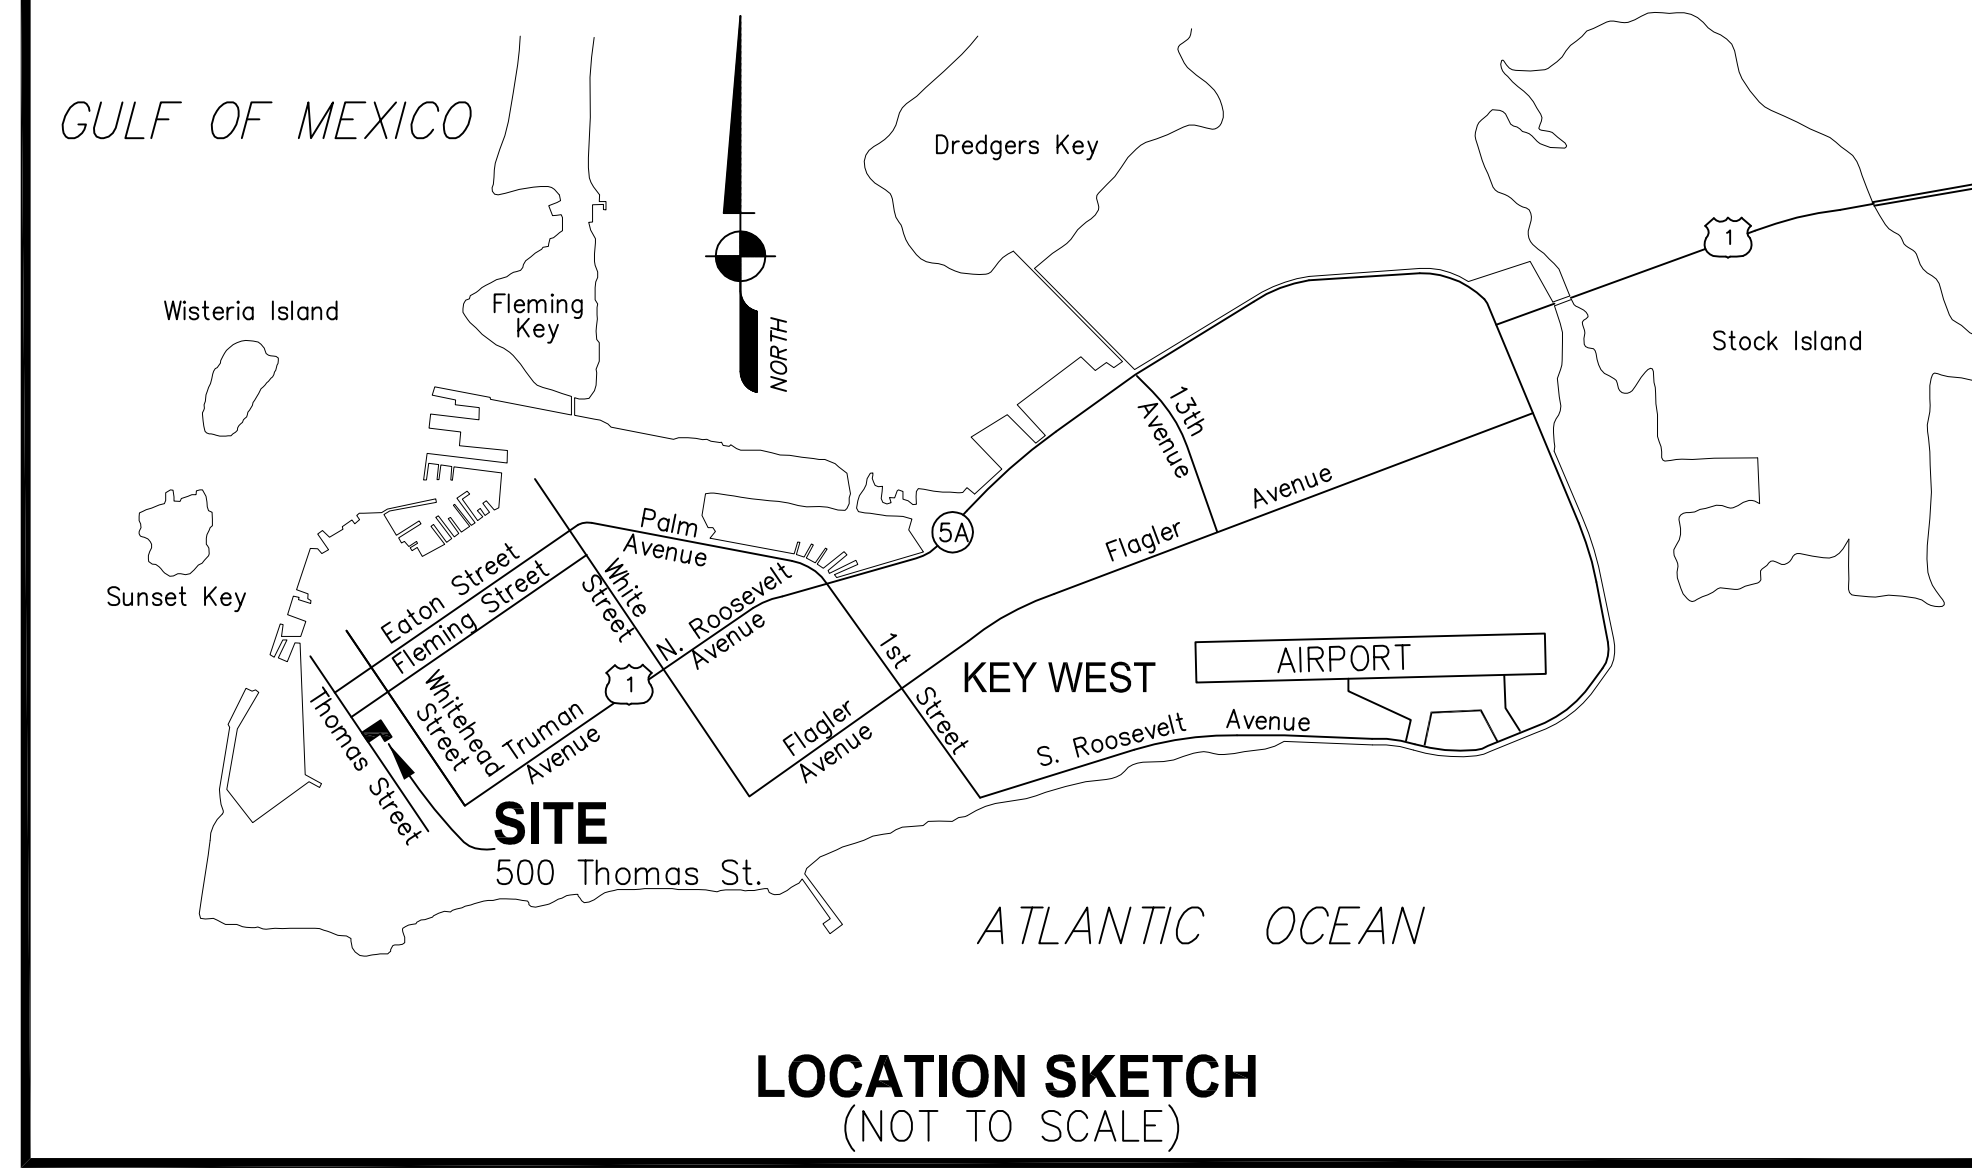 GULF OF MEXICO
Dredgers Key
1
Wisteria Island
Fleming
Key
NORTH
Stock Island
13th
Avenue
Flagler Avenue
Palm
Avenue
5A
Sunset Key
Eaton Street
Fleming Street
White
Street
N. Roosevelt
Avenue
1st Street
KEY WEST
AIRPORT
1
Thomas Street
Whitehead
Street
Truman
Avenue
Flagler
Avenue
S. Roosevelt Avenue
SITE
500 Thomas St.
ATLANTIC OCEAN
LOCATION SKETCH
(NOT TO SCALE)